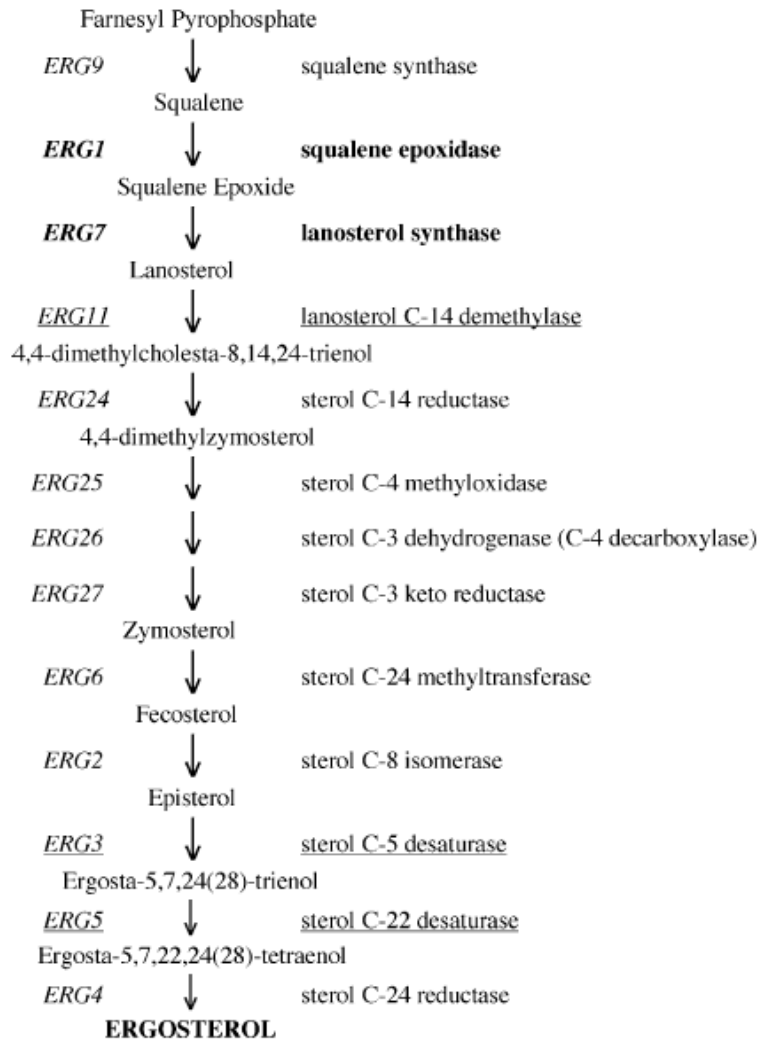 Farnesyl Pyrophosphate
ERG9 squalene synthase
Squalene
ERG1 squalene epoxidase
Squalene Epoxide
ERG7 lanosterol synthase
Lanosterol
ERG11 lanosterol C-14 demethylase
4,4-dimethylcholesta-8,14,24-trienol
ERG24 sterol C-14 reductase
4,4-dimethylzymosterol
ERG25 sterol C-4 methyloxidase
ERG26 sterol C-3 dehydrogenase (C-4 decarboxylase)
ERG27 sterol C-3 keto reductase
Zymosterol
ERG6 sterol C-24 methyltransferase
Fecosterol
ERG2 sterol C-8 isomerase
Episterol
ERG3 sterol C-5 desaturase
Ergosta-5,7,24(28)-trienol
ERG5 sterol C-22 desaturase
Ergosta-5,7,22,24(28)-tetraenol
ERG4 sterol C-24 reductase
ERGOSTEROL